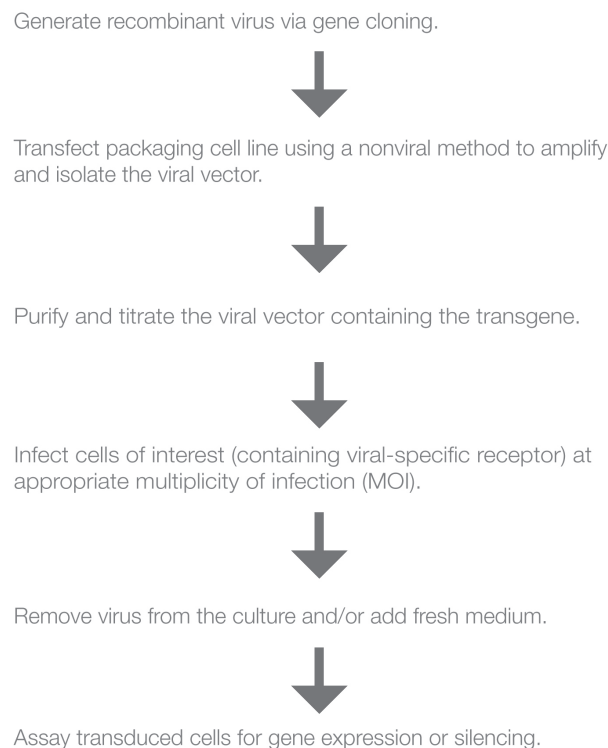 Generate recombinant virus via gene cloning.
Transfect packaging cell line using a nonviral method to amplify
and isolate the viral vector.
Purify and titrate the viral vector containing the transgene.
Infect cells of interest (containing viral-specific receptor) at
appropriate multiplicity of infection (MOI).
Remove virus from the culture and/or add fresh medium.
Assay transduced cells for gene expression or silencing.